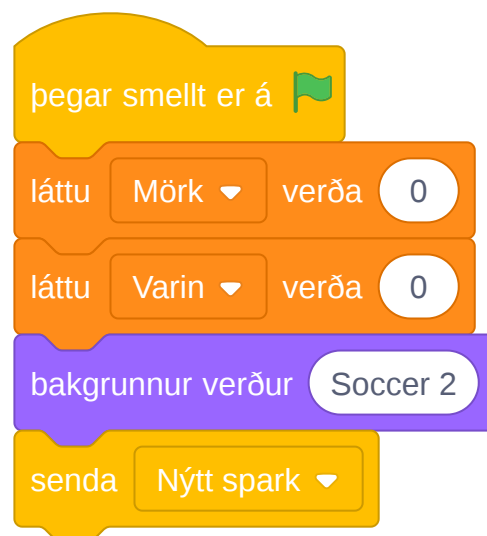 þegar smellt er á
láttu Mörk verða 0
láttu Varin verða 0
bakgrunnur verður Soccer 2
senda Nýtt spark